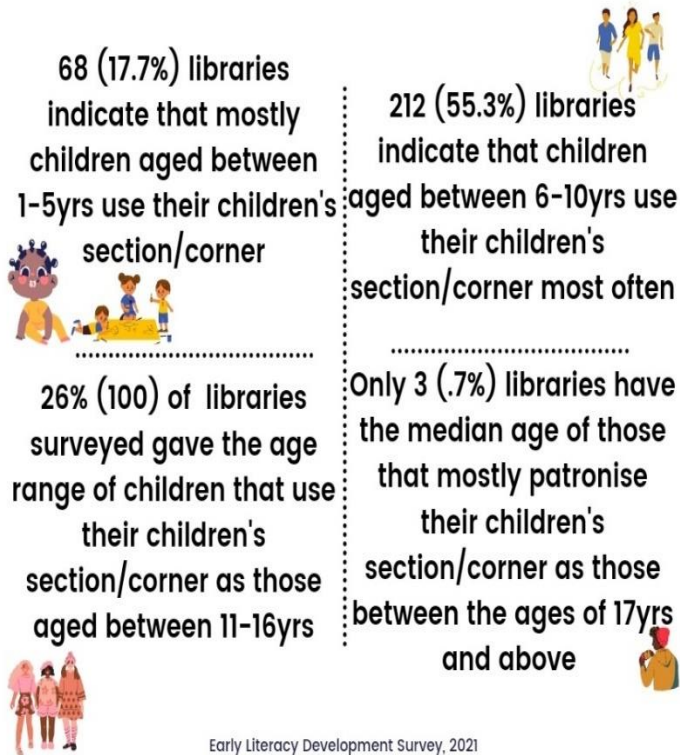 68 (17.7%) libraries
indicate that mostly
children aged between
1-5yrs use their children's
section/corner
212 (55.3%) libraries
indicate that children
aged between 6-10yrs use
their children's
section/corner most often
26% (100) of libraries
surveyed gave the age
range of children that use
their children's
section/corner as those
aged between 11-16yrs
Only 3 (.7%) libraries have
the median age of those
that mostly patronise
their children's
section/corner as those
between the ages of 17yrs
and above
Early Literacy Development Survey, 2021